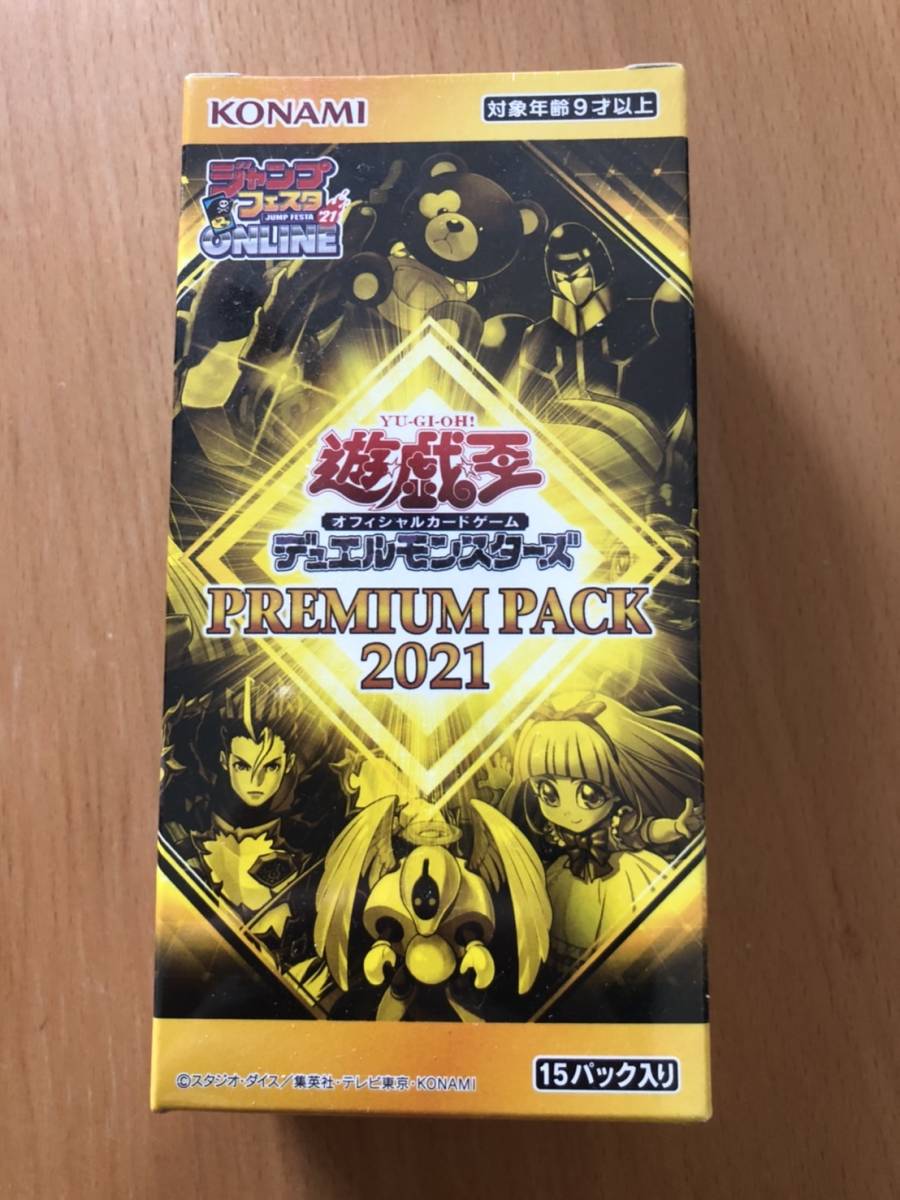 KONAMI
対象年齢9才以上
ジャンプ
フェスタ
JUMP FESTA '21
ONLINE
YU-GI-OH!
遊☆戯☆王
オフィシャルカードゲーム
デュエルモンスターズ
PREMIUM PACK
2021
©スタジオ・ダイス/集英社・テレビ東京・KONAMI
15パック入り